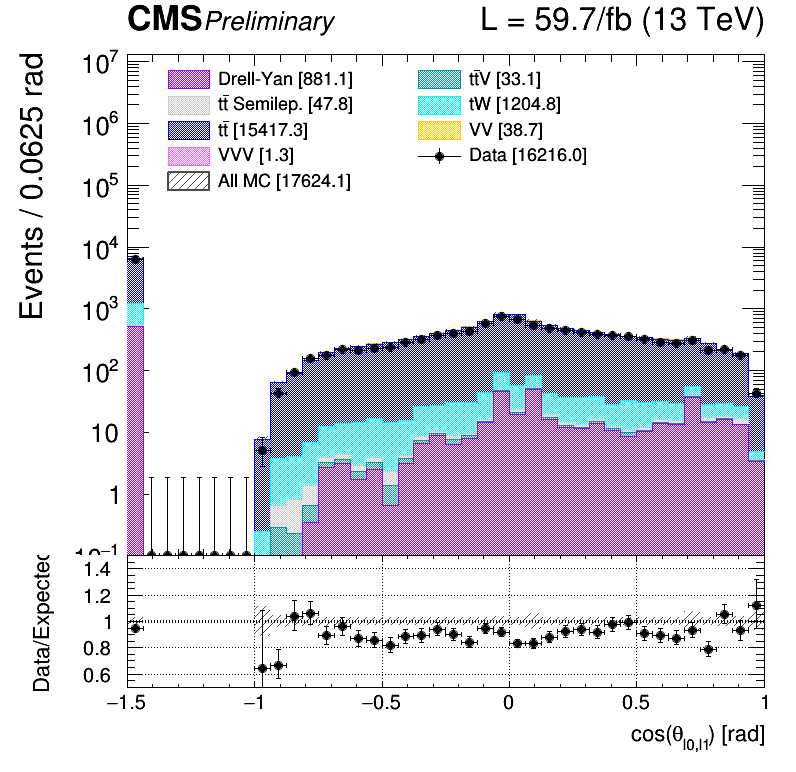 CMS Preliminary L = 59.7/fb (13 TeV)
Events / 0.0625 rad
10⁷
10⁶
10⁵
10⁴
10³
10²
10
1
10⁻¹
Drell-Yan [881.1]
tt̄ Semilep. [47.8]
tt̄ [15417.3]
VVV [1.3]
All MC [17624.1]
tt̄V [33.1]
tW [1204.8]
VV [38.7]
Data [16216.0]
Data/Expected
1.4
1.2
1
0.8
0.6
−1.5 −1 −0.5 0 0.5 1
cos(θ_l0,l1) [rad]